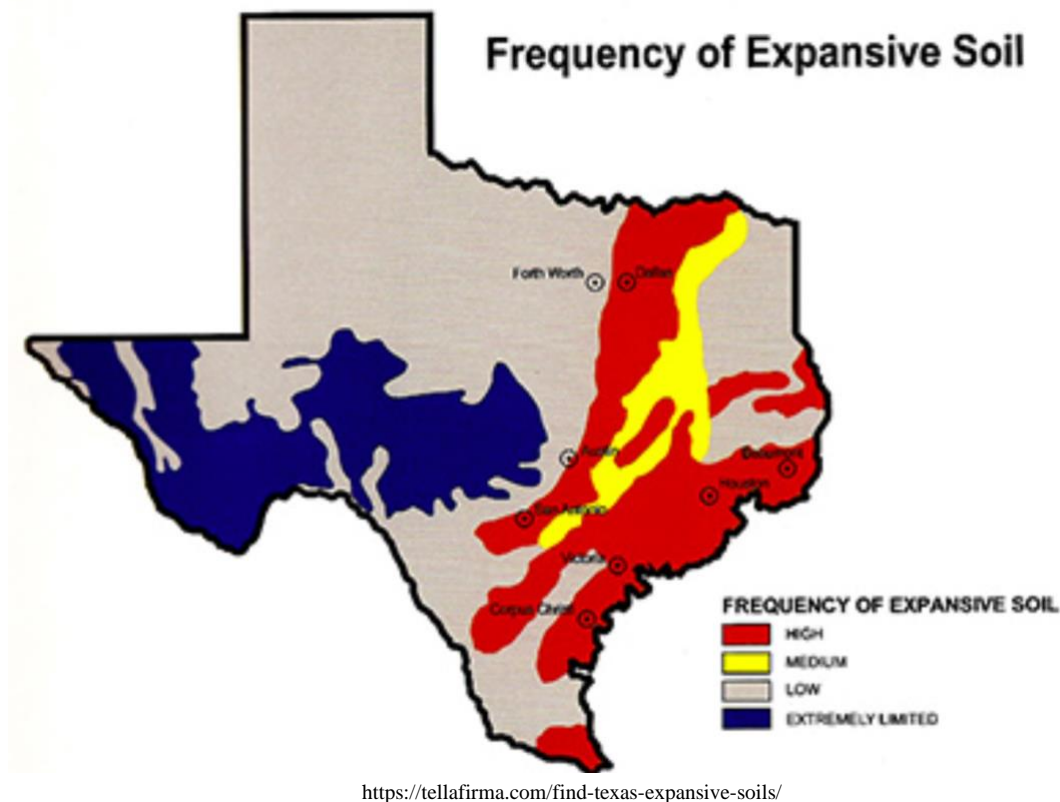 Frequency of Expansive Soil
Forth Worth
Dallas
Austin
Beaumont
Houston
San Antonio
Victoria
Corpus Christi
FREQUENCY OF EXPANSIVE SOIL
HIGH
MEDIUM
LOW
EXTREMELY LIMITED
https://tellafirma.com/find-texas-expansive-soils/